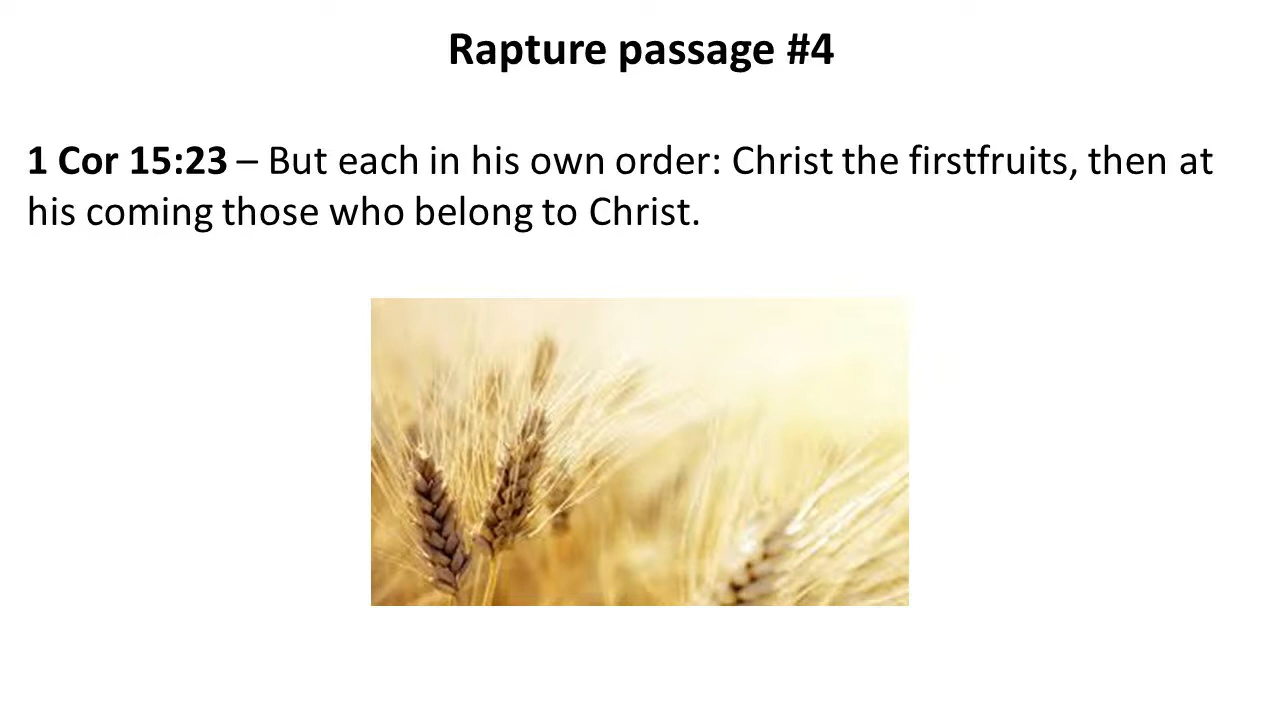 Rapture passage #4
1 Cor 15:23 – But each in his own order: Christ the firstfruits, then at
his coming those who belong to Christ.